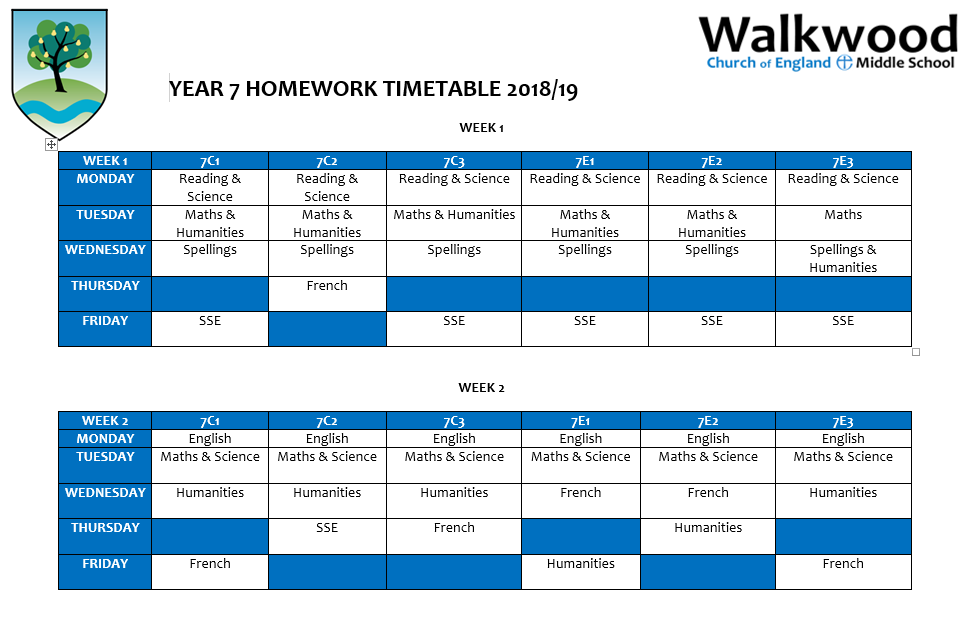 Walkwood
Church of England Middle School
YEAR 7 HOMEWORK TIMETABLE 2018/19
WEEK 1
WEEK 1 7C1 7C2 7C3 7E1 7E2 7E3
MONDAY Reading & Science Reading & Science Reading & Science Reading & Science Reading & Science Reading & Science
TUESDAY Maths & Humanities Maths & Humanities Maths & Humanities Maths & Humanities Maths & Humanities Maths
WEDNESDAY Spellings Spellings Spellings Spellings Spellings Spellings & Humanities
THURSDAY French
FRIDAY SSE SSE SSE SSE SSE
WEEK 2
WEEK 2 7C1 7C2 7C3 7E1 7E2 7E3
MONDAY English English English English English English
TUESDAY Maths & Science Maths & Science Maths & Science Maths & Science Maths & Science Maths & Science
WEDNESDAY Humanities Humanities Humanities French French Humanities
THURSDAY SSE French Humanities
FRIDAY French Humanities French